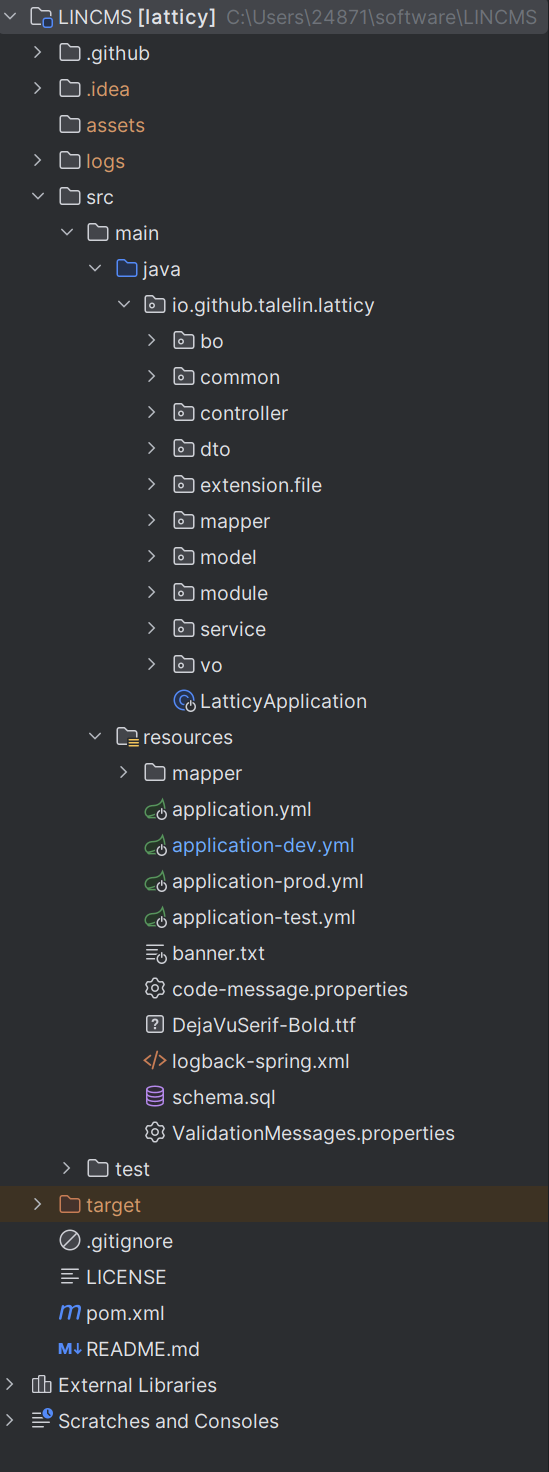 LINCMS [latticy] C:\Users\24871\software\LINCMS
.github
.idea
assets
logs
src
main
java
io.github.talelin.latticy
bo
common
controller
dto
extension.file
mapper
model
module
service
vo
LatticyApplication
resources
mapper
application.yml
application-dev.yml
application-prod.yml
application-test.yml
banner.txt
code-message.properties
DejaVuSerif-Bold.ttf
logback-spring.xml
schema.sql
ValidationMessages.properties
test
target
.gitignore
LICENSE
pom.xml
README.md
External Libraries
Scratches and Consoles